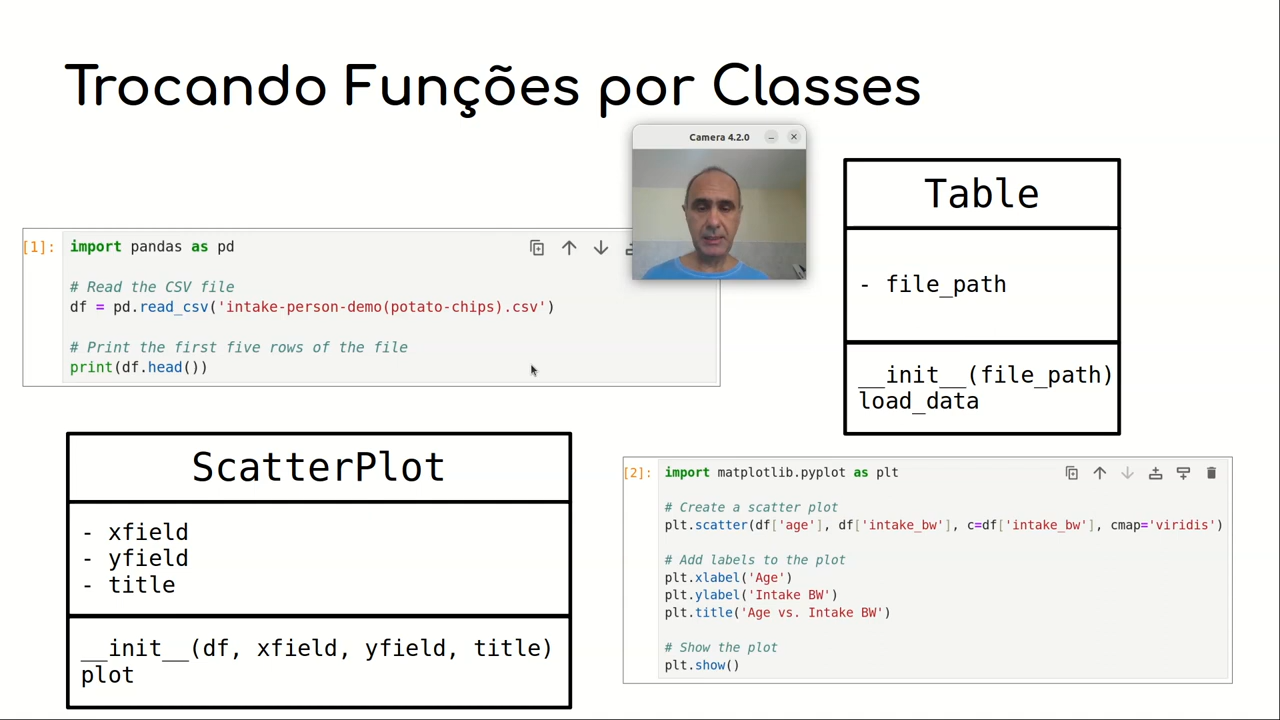 Trocando Funções por Classes
Camera 4.2.0
[1]:
import pandas as pd
# Read the CSV file
df = pd.read_csv('intake-person-demo(potato-chips).csv')
# Print the first five rows of the file
print(df.head())
Table
- file_path
__init__(file_path)
load_data
ScatterPlot
- xfield
- yfield
- title
__init__(df, xfield, yfield, title)
plot
[2]:
import matplotlib.pyplot as plt
# Create a scatter plot
plt.scatter(df['age'], df['intake_bw'], c=df['intake_bw'], cmap='viridis')
# Add labels to the plot
plt.xlabel('Age')
plt.ylabel('Intake BW')
plt.title('Age vs. Intake BW')
# Show the plot
plt.show()